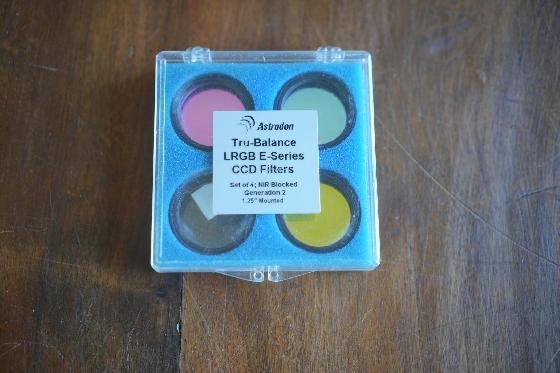 Astrodon
Tru-Balance
LRGB E-Series
CCD Filters
Set of 4; NIR Blocked
Generation 2
1.25" Mounted